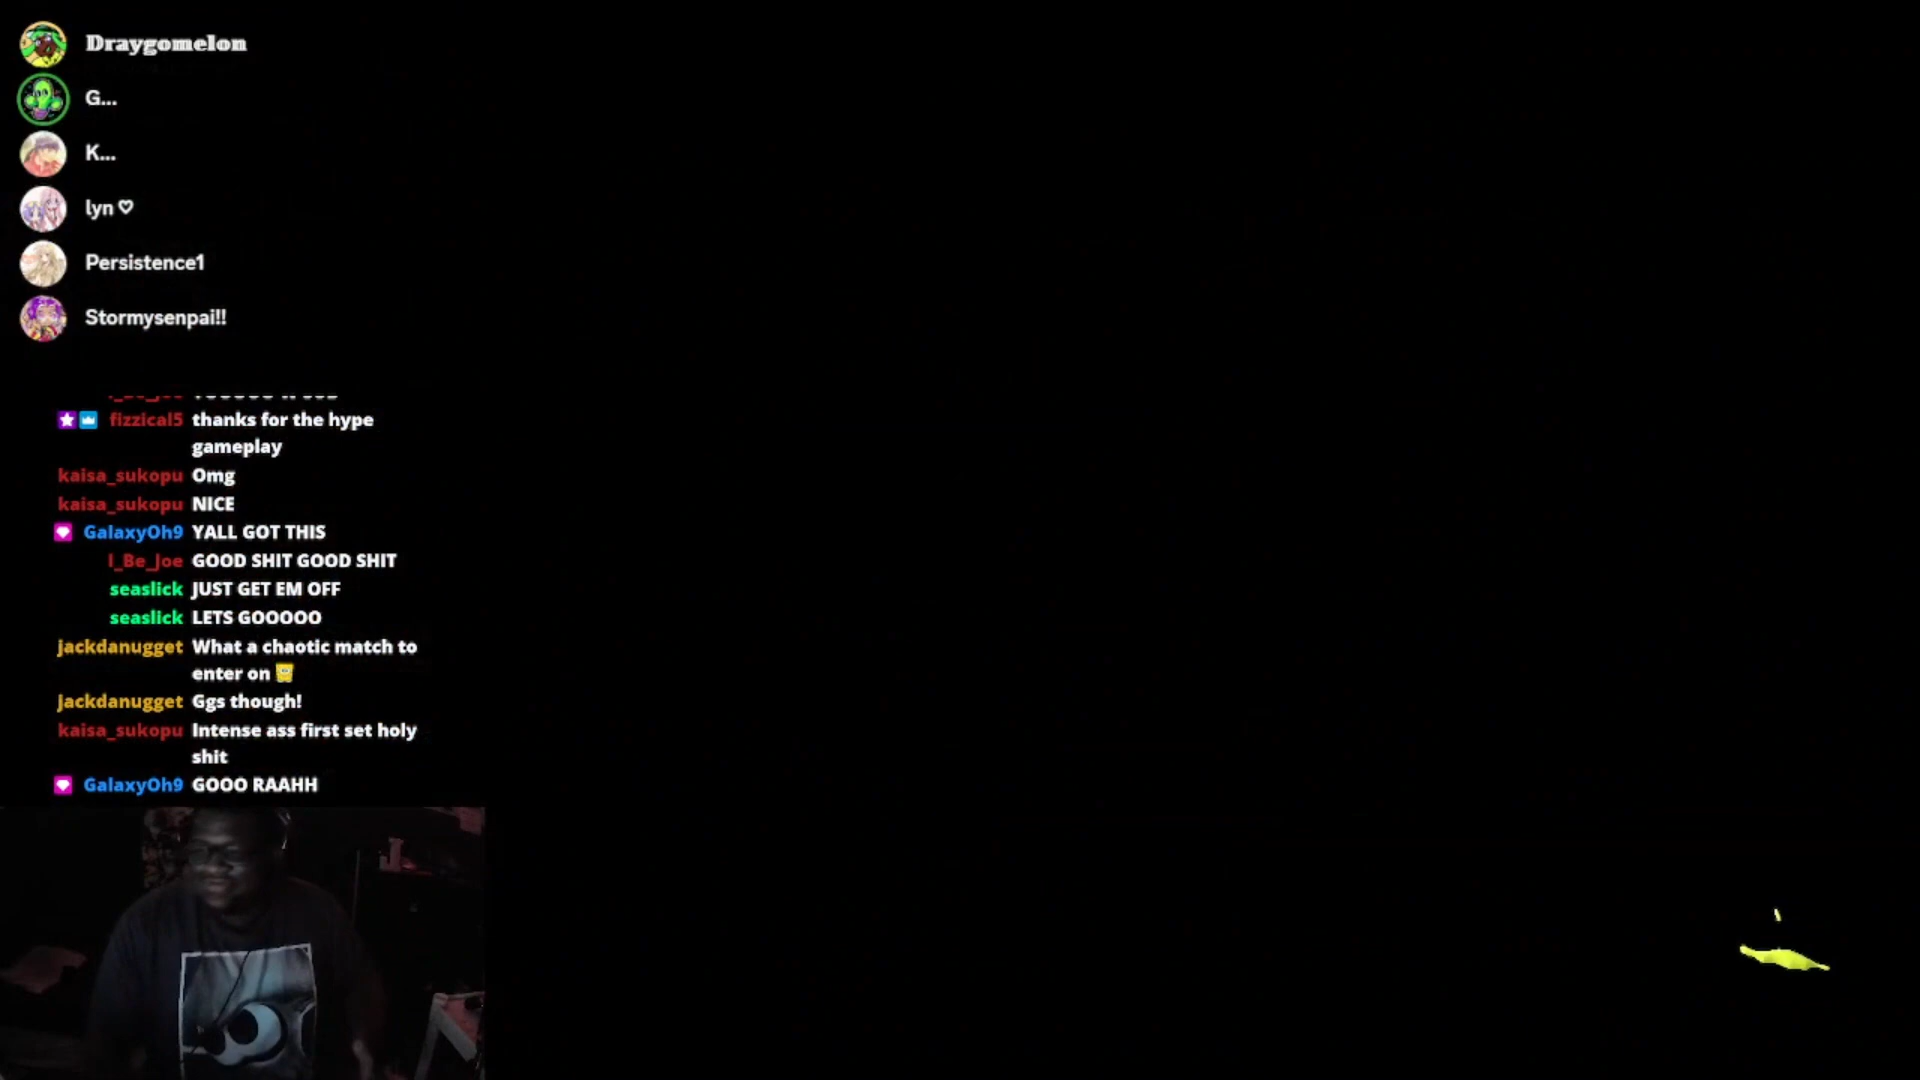 Draygomelon
G...
K...
lyn ♡
Persistence1
Stormysenpai!!
fizzical5 thanks for the hype
gameplay
kaisa_sukopu Omg
kaisa_sukopu NICE
GalaxyOh9 YALL GOT THIS
I_Be_Joe GOOD SHIT GOOD SHIT
seaslick JUST GET EM OFF
seaslick LETS GOOOOO
jackdanugget What a chaotic match to
enter on
jackdanugget Ggs though!
kaisa_sukopu Intense ass first set holy
shit
GalaxyOh9 GOOO RAAHH